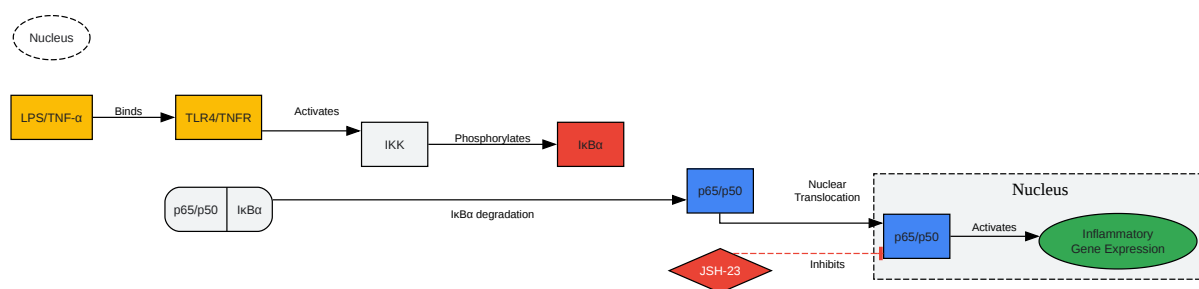 Nucleus
LPS/TNF-α
Binds
TLR4/TNFR
Activates
IKK
Phosphorylates
IκBα
p65/p50
IκBα
IκBα degradation
p65/p50
Nuclear
Translocation
Nucleus
p65/p50
Activates
Inflammatory
Gene Expression
JSH-23
Inhibits